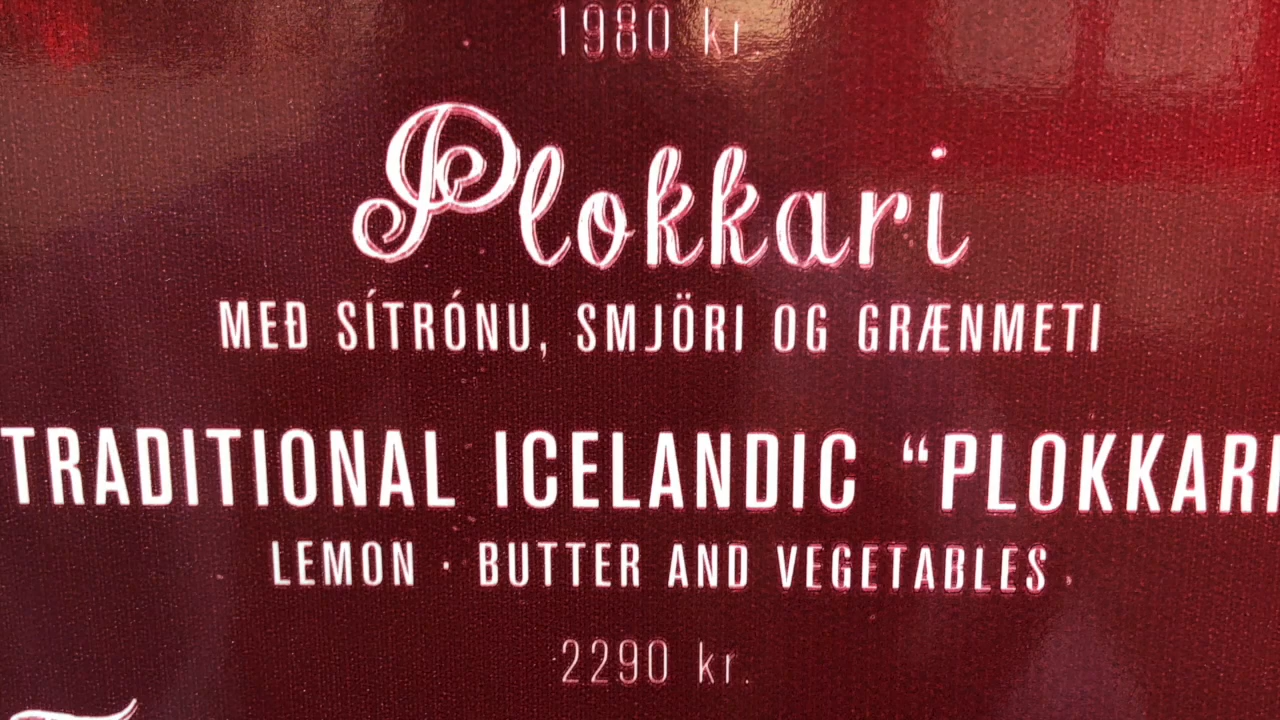 1980 kr.
Plokkari
MEÐ SÍTRÓNU, SMJÖRI OG GRÆNMETI
TRADITIONAL ICELANDIC “PLOKKARI
LEMON · BUTTER AND VEGETABLES
2290 kr.